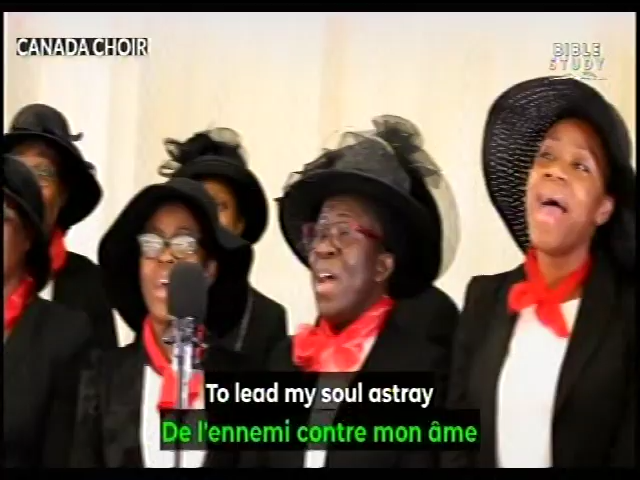 CANADA CHOIR
BIBLE
STUDY
To lead my soul astray
De l'ennemi contre mon âme